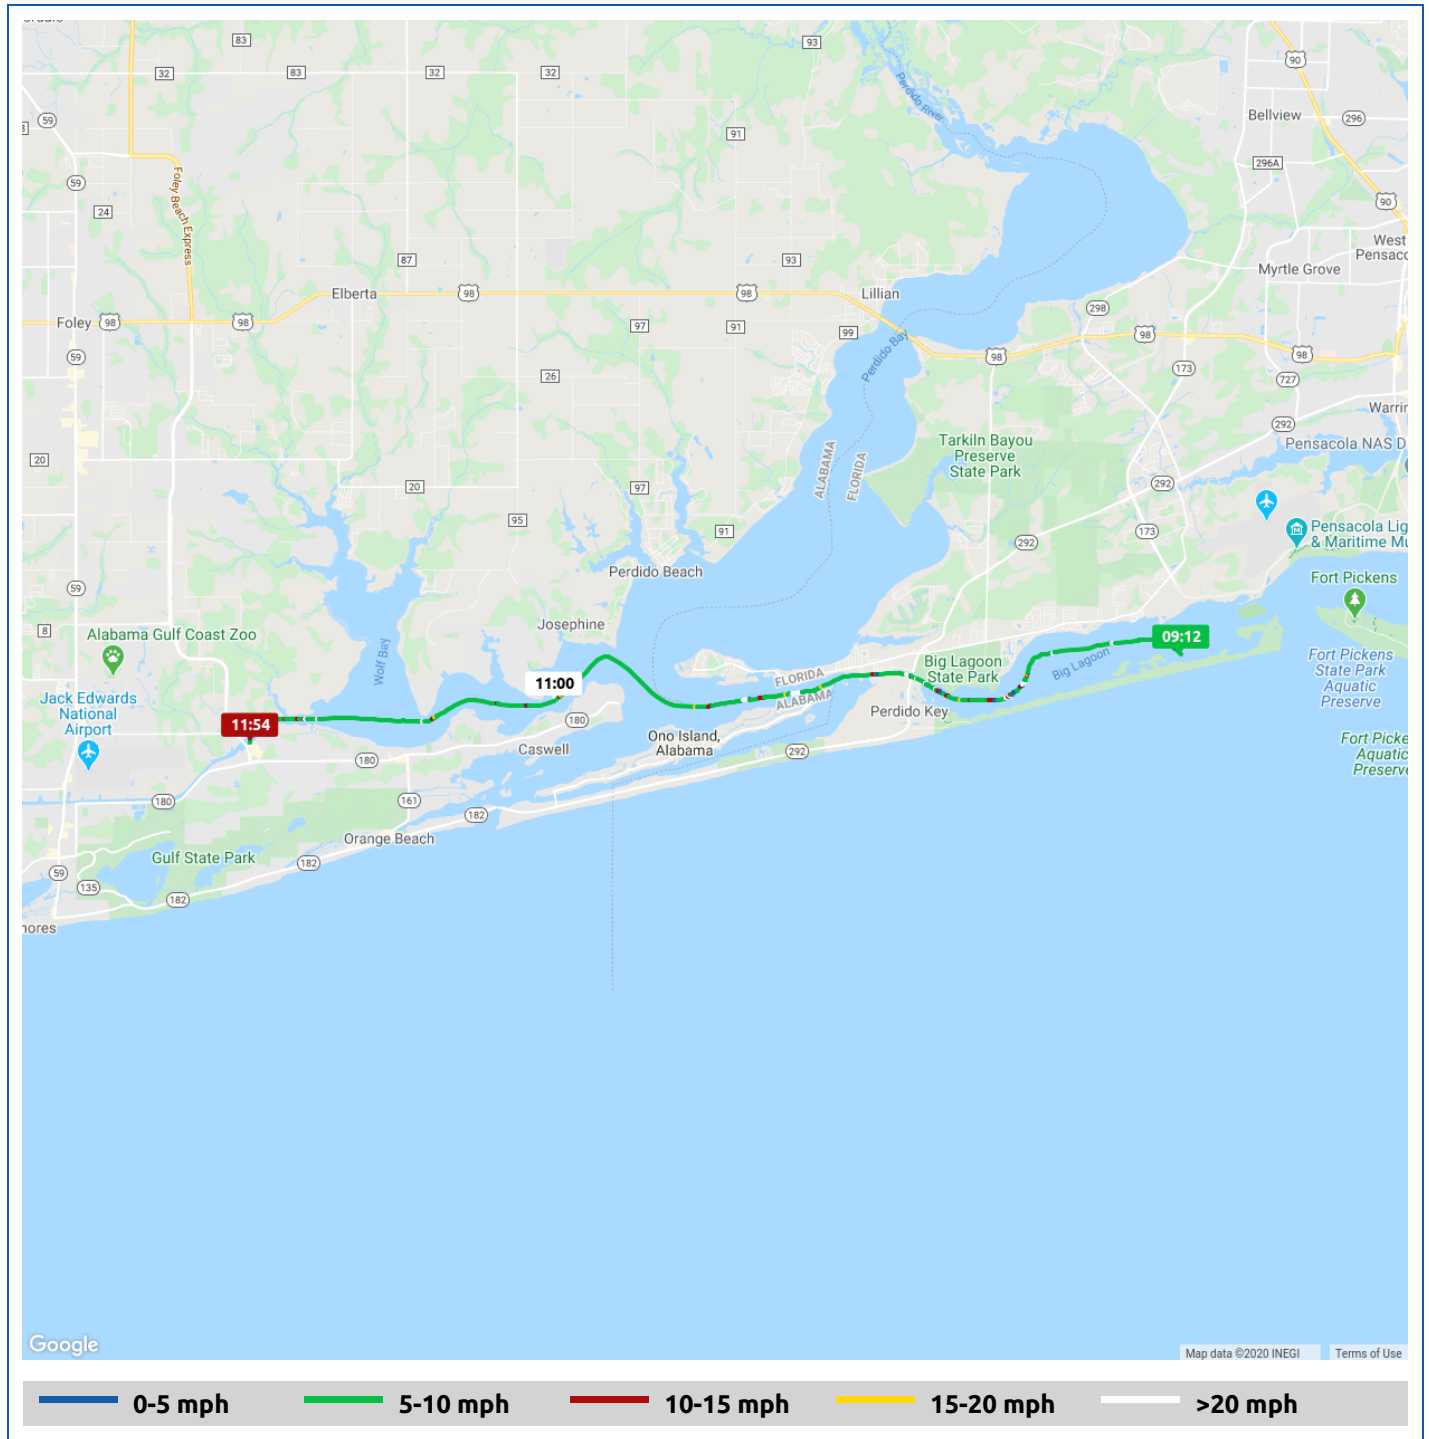 83
93
32
83
32
32
90
Perdido River
59
91
Bellview
296
296A
59
Foley Beach Express
24
90
West
Pensaco
87
93
Myrtle Grove
Elberta
98
98
Lillian
298
Foley
98
98
97
91
99
98
Perdido Bay
98
98
59
173
26
727
Warrin
292
ALABAMA
FLORIDA
Tarkiln Bayou
Preserve
State Park
Pensacola NAS D
20
20
97
292
95
91
173
292
Pensacola Lig
& Maritime Mu
Perdido Beach
Fort Pickens
59
8
Alabama Gulf Coast Zoo
Josephine
09:12
Wolf Bay
Big Lagoon
Big Lagoon
State Park
Fort Pickens
State Park
Aquatic
Preserve
FLORIDA
ALABAMA
11:00
Jack Edwards
National
Airport
11:54
180
Perdido Key
Ono Island,
Alabama
Caswell
292
Fort Picke
Aquatic
Preserve
180
180
161
182
Orange Beach
Gulf State Park
182
59
135
182
hores
Google
Map data ©2020 INEGI
Terms of Use
0-5 mph
5-10 mph
10-15 mph
15-20 mph
>20 mph